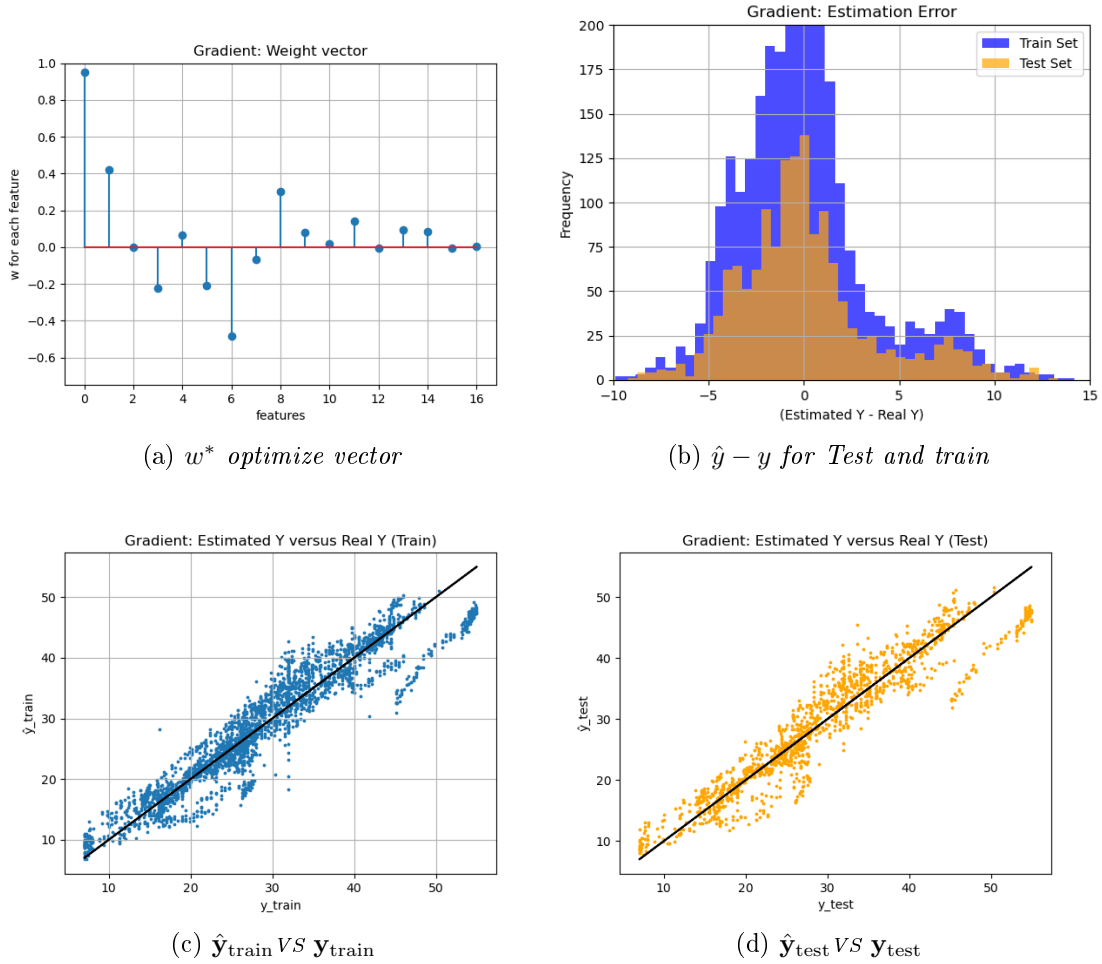 Gradient: Weight vector
1.0
0.8
0.6
0.4
0.2
0.0
−0.2
−0.4
−0.6
w for each feature
0 2 4 6 8 10 12 14 16
features
(a) w* optimize vector
Gradient: Estimation Error
Train Set
Test Set
200
175
150
125
100
75
50
25
0
Frequency
−10 −5 0 5 10 15
(Estimated Y - Real Y)
(b) ŷ − y for Test and train
Gradient: Estimated Y versus Real Y (Train)
50
40
30
20
10
ŷ_train
10 20 30 40 50
y_train
(c) ŷtrain VS ytrain
Gradient: Estimated Y versus Real Y (Test)
50
40
30
20
10
ŷ_test
10 20 30 40 50
y_test
(d) ŷtest VS ytest